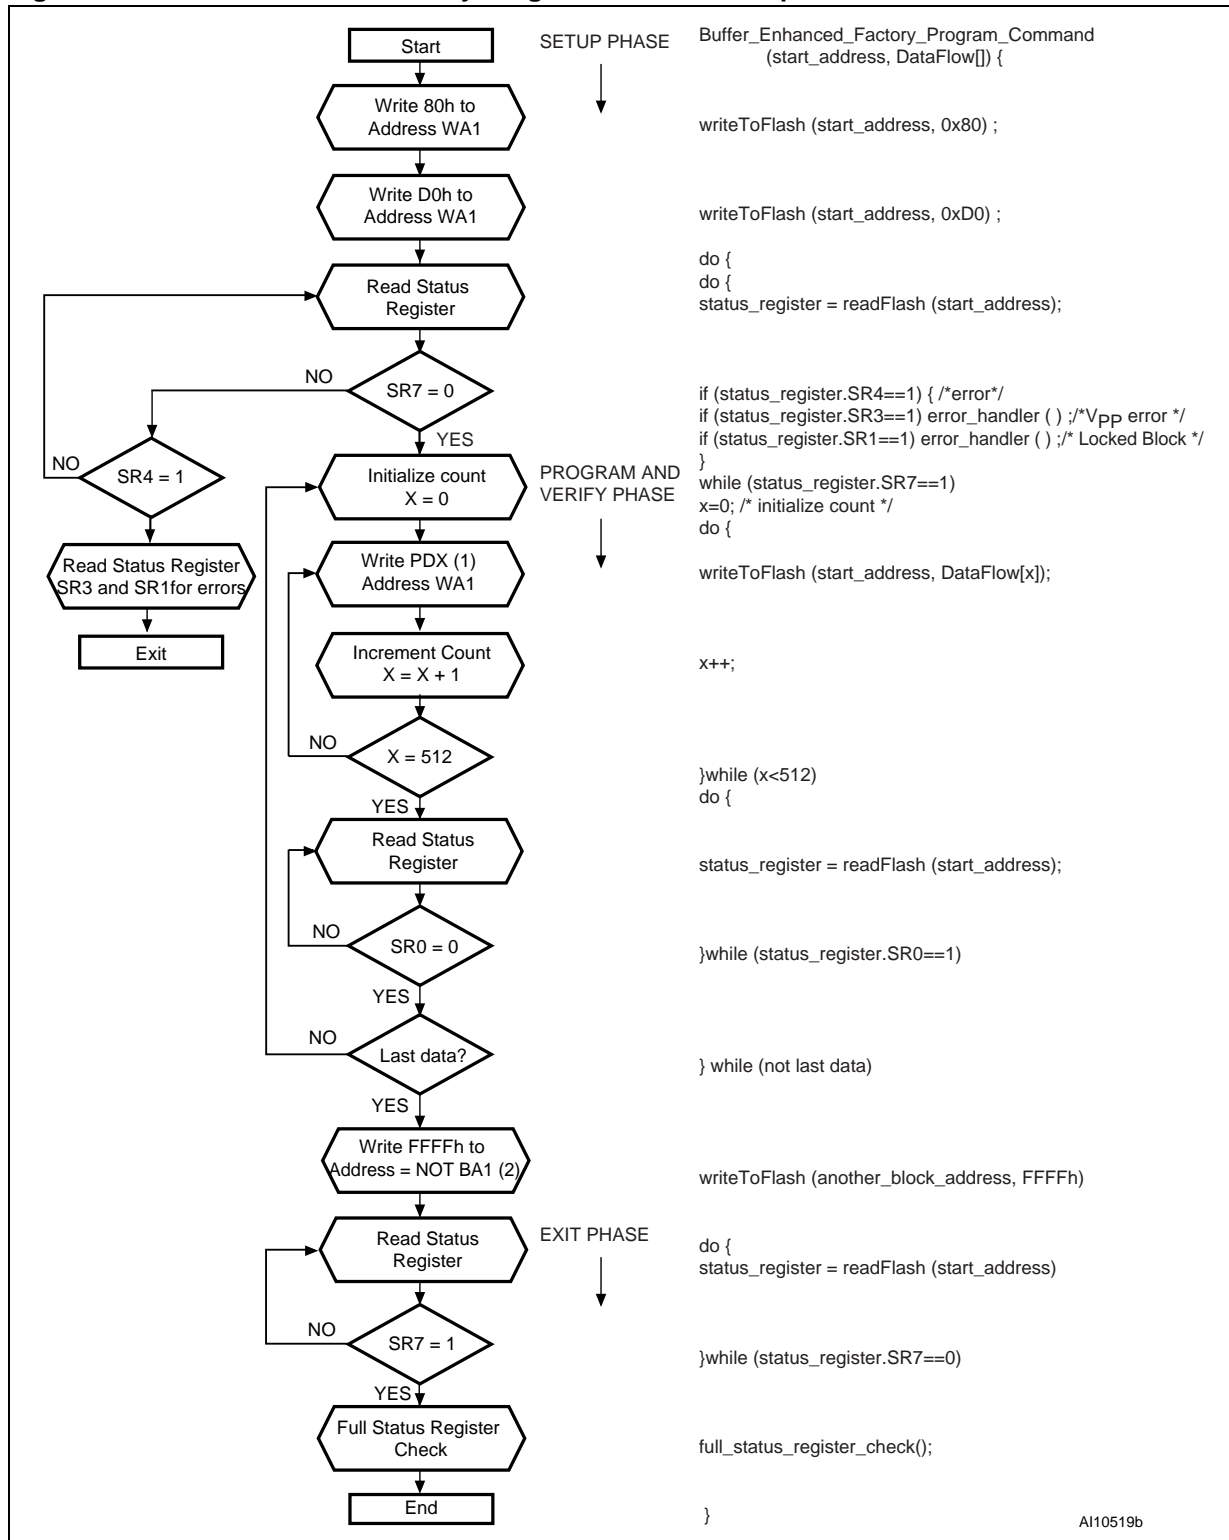 Start
SETUP PHASE
Buffer_Enhanced_Factory_Program_Command
(start_address, DataFlow[]) {
Write 80h to
Address WA1
writeToFlash (start_address, 0x80) ;
Write D0h to
Address WA1
writeToFlash (start_address, 0xD0) ;
do {
do {
Read Status
Register
status_register = readFlash (start_address);
NO
SR7 = 0
YES
if (status_register.SR4==1) { /*error*/
if (status_register.SR3==1) error_handler ( ) ;/*VPP error */
if (status_register.SR1==1) error_handler ( ) ;/* Locked Block */
}
NO
SR4 = 1
Initialize count
X = 0
PROGRAM AND
VERIFY PHASE
while (status_register.SR7==1)
x=0; /* initialize count */
do {
Read Status Register
SR3 and SR1for errors
Write PDX (1)
Address WA1
writeToFlash (start_address, DataFlow[x]);
Exit
Increment Count
X = X + 1
x++;
NO
X = 512
YES
}while (x<512)
do {
Read Status
Register
status_register = readFlash (start_address);
NO
SR0 = 0
YES
}while (status_register.SR0==1)
NO
Last data?
YES
} while (not last data)
Write FFFFh to
Address = NOT BA1 (2)
writeToFlash (another_block_address, FFFFh)
Read Status
Register
EXIT PHASE
do {
status_register = readFlash (start_address)
NO
SR7 = 1
YES
}while (status_register.SR7==0)
Full Status Register
Check
full_status_register_check();
End
}
AI10519b